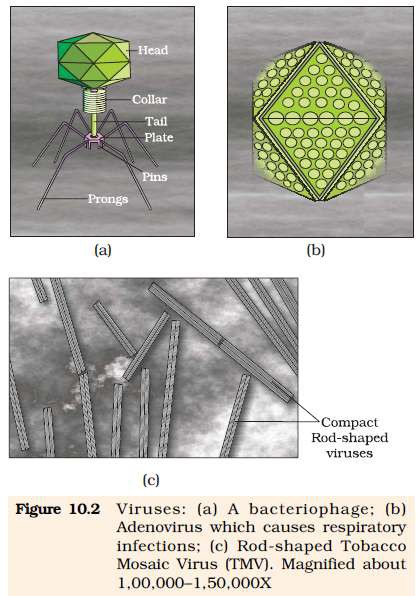 Head
Collar
Tail
Plate
Pins
Prongs
(a)
(b)
Compact
Rod-shaped
viruses
(c)
Figure 10.2 Viruses: (a) A bacteriophage; (b)
Adenovirus which causes respiratory
infections; (c) Rod-shaped Tobacco
Mosaic Virus (TMV). Magnified about
1,00,000–1,50,000X